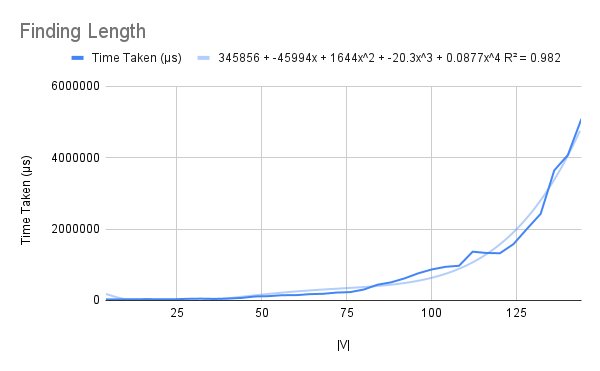 Finding Length
Time Taken (µs)
345856 + -45994x + 1644x^2 + -20.3x^3 + 0.0877x^4 R² = 0.982
Time Taken (µs)
6000000
4000000
2000000
0
25
50
75
100
125
|V|